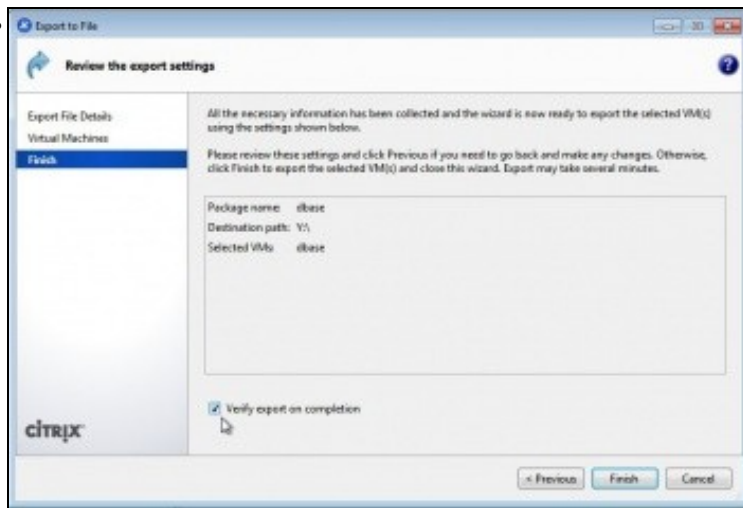 Export to File
Review the export settings
Export File Details
Virtual Machines
Finish
All the necessary information has been collected and the wizard is now ready to export the selected VM(s)
using the settings shown below.
Please review these settings and click Previous if you need to go back and make any changes. Otherwise,
click Finish to export the selected VM(s) and close this wizard. Export may take several minutes.
Package name: dbase
Destination path: Y:\
Selected VMs: dbase
Verify export on completion
CITRIX
< Previous
Finish
Cancel